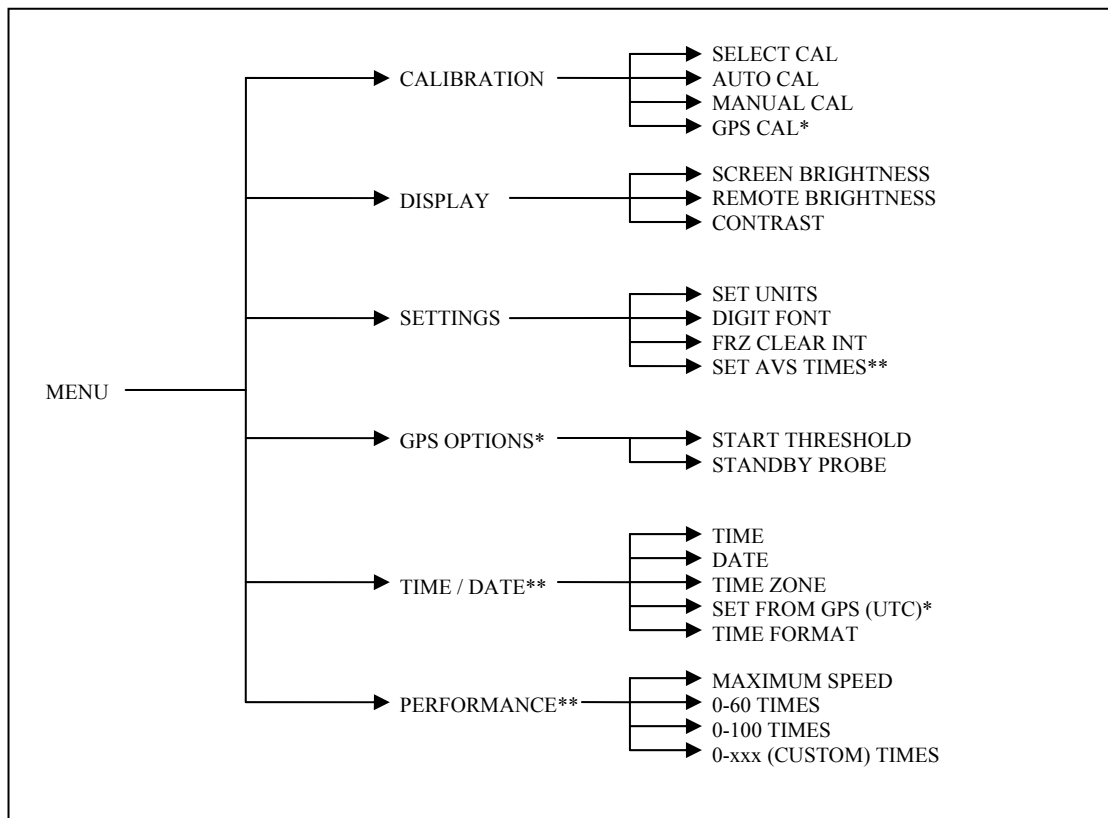 MENU
CALIBRATION
SELECT CAL
AUTO CAL
MANUAL CAL
GPS CAL*
DISPLAY
SCREEN BRIGHTNESS
REMOTE BRIGHTNESS
CONTRAST
SETTINGS
SET UNITS
DIGIT FONT
FRZ CLEAR INT
SET AVS TIMES**
GPS OPTIONS*
START THRESHOLD
STANDBY PROBE
TIME / DATE**
TIME
DATE
TIME ZONE
SET FROM GPS (UTC)*
TIME FORMAT
PERFORMANCE**
MAXIMUM SPEED
0-60 TIMES
0-100 TIMES
0-xxx (CUSTOM) TIMES